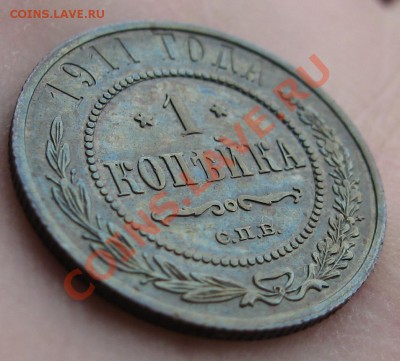 COINS.LAVE.RU
1911 ГОДА
* 1 *
КОПѢЙКА
С.П.Б.
COINS.LAVE.RU